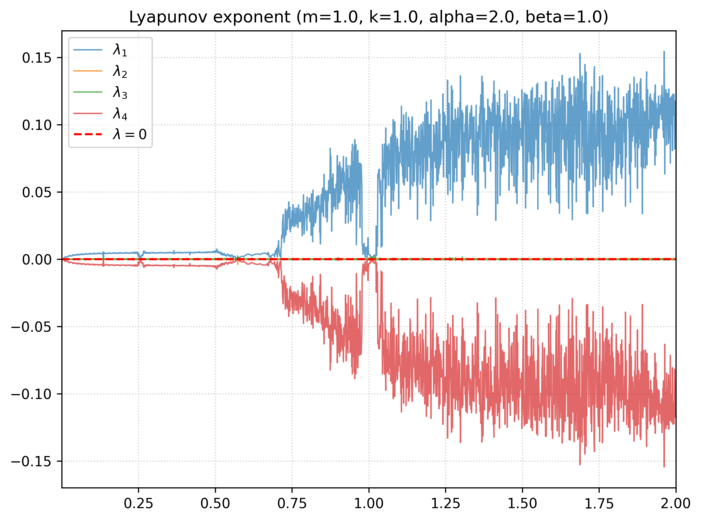 Lyapunov exponent (m=1.0, k=1.0, alpha=2.0, beta=1.0)
0.15
0.10
0.05
0.00
−0.05
−0.10
−0.15
λ₁
λ₂
λ₃
λ₄
λ = 0
0.25 0.50 0.75 1.00 1.25 1.50 1.75 2.00